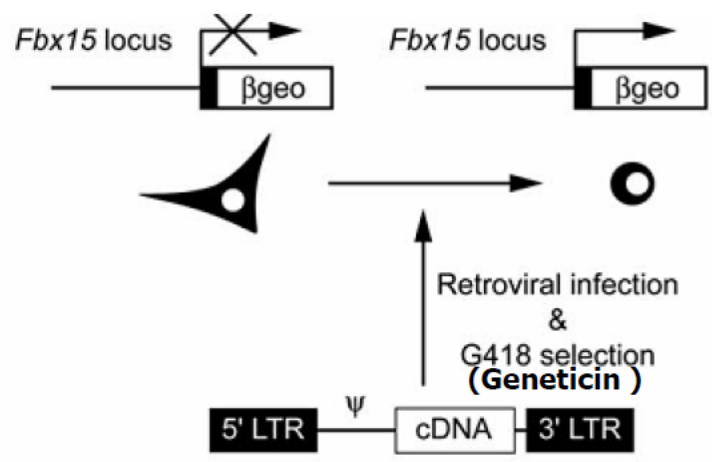 Fbx15 locus
βgeo
Fbx15 locus
βgeo
Retroviral infection
&
G418 selection
(Geneticin )
ψ
5' LTR
cDNA
3' LTR